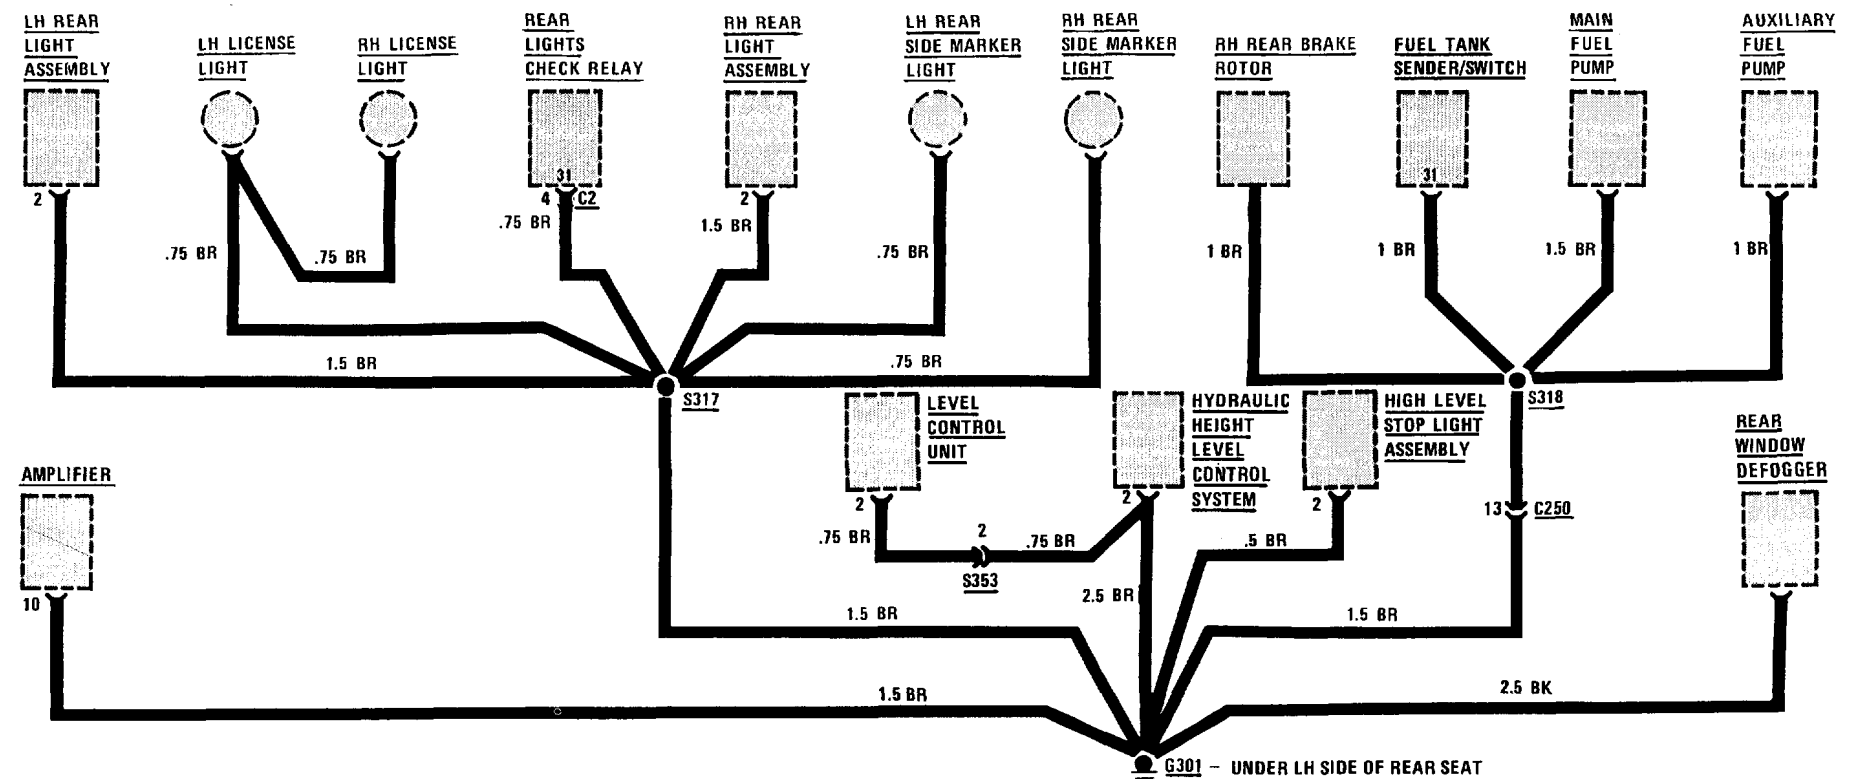 LH REAR
LIGHT
ASSEMBLY
LH LICENSE
LIGHT
RH LICENSE
LIGHT
REAR
LIGHTS
CHECK RELAY
RH REAR
LIGHT
ASSEMBLY
LH REAR
SIDE MARKER
LIGHT
RH REAR
SIDE MARKER
LIGHT
RH REAR BRAKE
ROTOR
FUEL TANK
SENDER/SWITCH
MAIN
FUEL
PUMP
AUXILIARY
FUEL
PUMP
2
31
4
C2
2
31
.75 BR
.75 BR
.75 BR
1.5 BR
.75 BR
1 BR
1 BR
1.5 BR
1 BR
1.5 BR
.75 BR
S317
S318
LEVEL
CONTROL
UNIT
HYDRAULIC
HEIGHT
LEVEL
CONTROL
SYSTEM
HIGH LEVEL
STOP LIGHT
ASSEMBLY
REAR
WINDOW
DEFOGGER
AMPLIFIER
2
2
2
13
C250
.75 BR
2
.75 BR
.5 BR
S353
2.5 BR
10
1.5 BR
1.5 BR
1.5 BR
2.5 BK
G301 - UNDER LH SIDE OF REAR SEAT